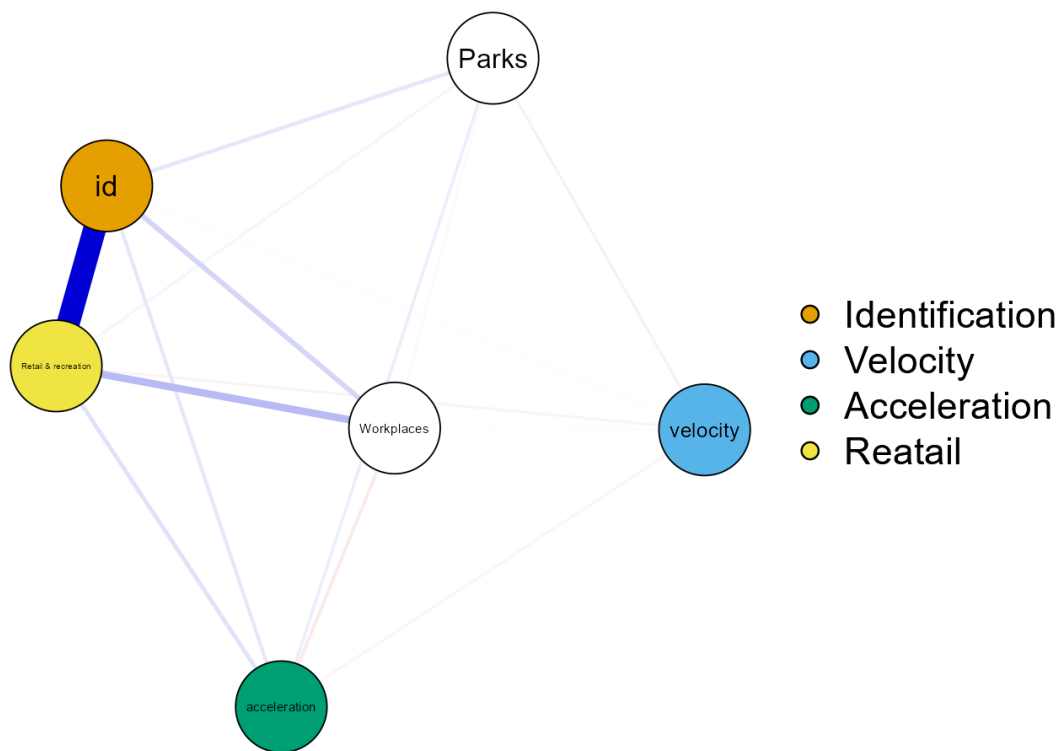 Parks
id
Retail & recreation
Workplaces
velocity
acceleration
Identification
Velocity
Acceleration
Reatail